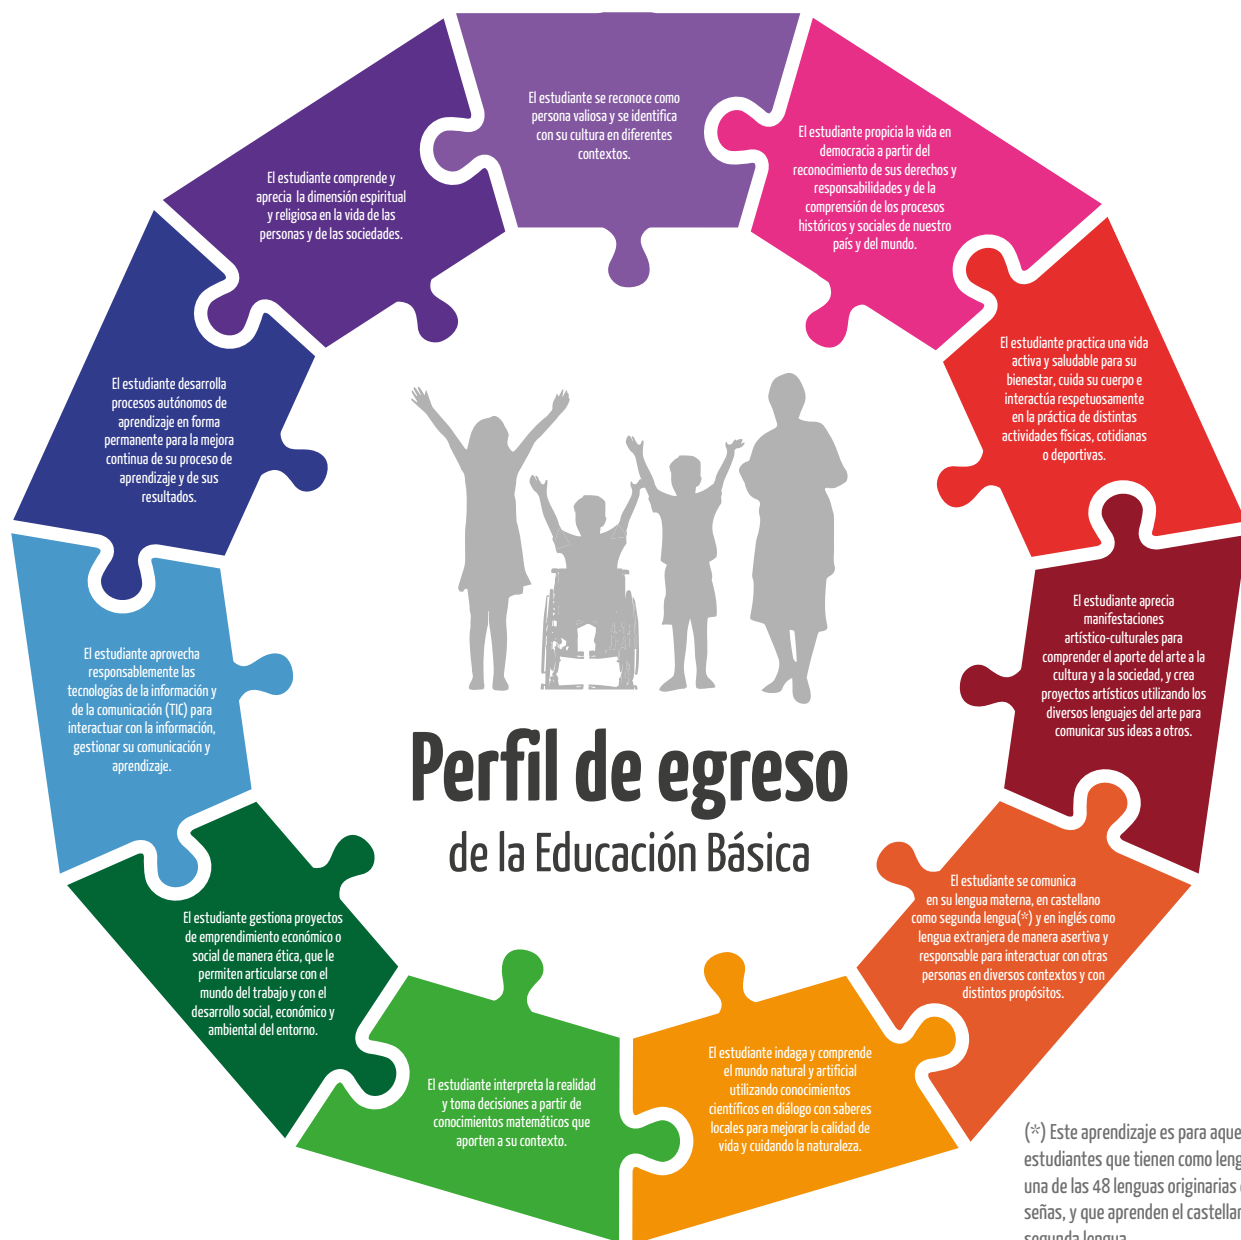 El estudiante se reconoce como
persona valiosa y se identifica
con su cultura en diferentes
contextos.
El estudiante propicia la vida en
democracia a partir del
reconocimiento de sus derechos y
responsabilidades y de la
comprensión de los procesos
históricos y sociales de nuestro
país y del mundo.
El estudiante practica una vida
activa y saludable para su
bienestar, cuida su cuerpo e
interactúa respetuosamente
en la práctica de distintas
actividades físicas, cotidianas
o deportivas.
El estudiante aprecia
manifestaciones
artístico-culturales para
comprender el aporte del arte a la
cultura y a la sociedad, y crea
proyectos artísticos utilizando los
diversos lenguajes del arte para
comunicar sus ideas a otros.
El estudiante se comunica
en su lengua materna, en castellano
como segunda lengua(*) y en inglés como
lengua extranjera de manera asertiva y
responsable para interactuar con otras
personas en diversos contextos y con
distintos propósitos.
El estudiante indaga y comprende
el mundo natural y artificial
utilizando conocimientos
científicos en diálogo con saberes
locales para mejorar la calidad de
vida y cuidando la naturaleza.
El estudiante interpreta la realidad
y toma decisiones a partir de
conocimientos matemáticos que
aporten a su contexto.
El estudiante gestiona proyectos
de emprendimiento económico o
social de manera ética, que le
permiten articularse con el
mundo del trabajo y con el
desarrollo social, económico y
ambiental del entorno.
El estudiante aprovecha
responsablemente las
tecnologías de la información y
de la comunicación (TIC) para
interactuar con la información,
gestionar su comunicación y
aprendizaje.
El estudiante desarrolla
procesos autónomos de
aprendizaje en forma
permanente para la mejora
continua de su proceso de
aprendizaje y de sus
resultados.
El estudiante comprende y
aprecia la dimensión espiritual
y religiosa en la vida de las
personas y de las sociedades.
Perfil de egreso
de la Educación Básica
(*) Este aprendizaje es para
estudiantes que tienen como
una de las 48 lenguas originarias
señas, y que aprenden el
segunda lengua